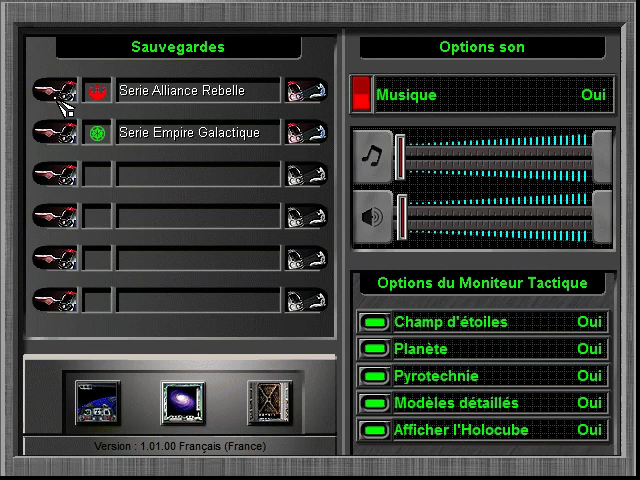 Sauvegardes
Serie Alliance Rebelle
Serie Empire Galactique
Version : 1.01.00 Français (France)
Options son
Musique Oui
Options du Moniteur Tactique
Champ d'étoiles Oui
Planète Oui
Pyrotechnie Oui
Modèles détaillés Oui
Afficher l'Holocube Oui